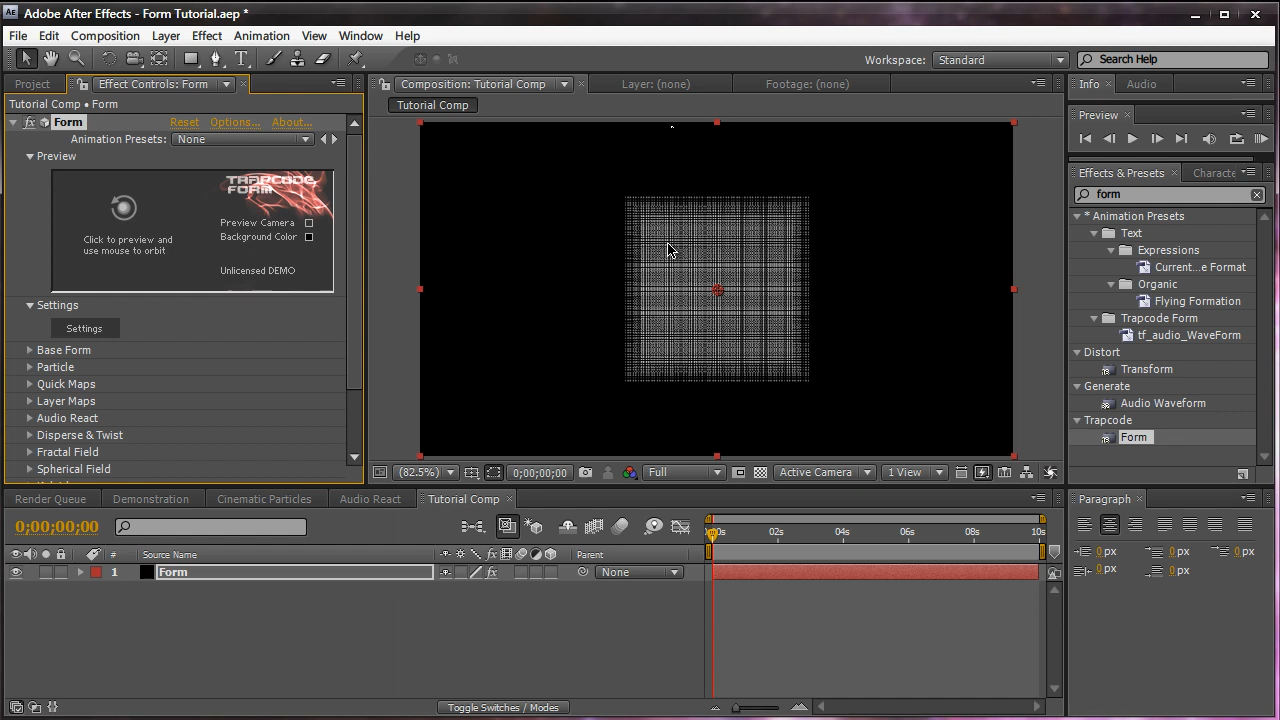 Adobe After Effects - Form Tutorial.aep *
File Edit Composition Layer Effect Animation View Window Help
Workspace: Standard Search Help
Project Effect Controls: Form Composition: Tutorial Comp Layer: (none) Footage: (none) Info Audio
Tutorial Comp • Form
Tutorial Comp
Form Reset Options... About...
Animation Presets: None
Preview
TRAPCODE
FORM
Preview Camera
Background Color
Click to preview and
use mouse to orbit
Unlicensed DEMO
Settings
Settings
Base Form
Particle
Quick Maps
Layer Maps
Audio React
Disperse & Twist
Fractal Field
Spherical Field
(82.5%) 0;00;00;00 Full Active Camera 1 View
Preview
Effects & Presets Characte
form
* Animation Presets
Text
Expressions
Current...e Format
Organic
Flying Formation
Trapcode Form
tf_audio_WaveForm
Distort
Transform
Generate
Audio Waveform
Trapcode
Form
Render Queue Demonstration Cinematic Particles Audio React Tutorial Comp
0;00;00;00
02s 04s 06s 08s 10s
# Source Name Parent
1 Form None
Toggle Switches / Modes
Paragraph
0 px 0 px 0 px
0 px 0 px